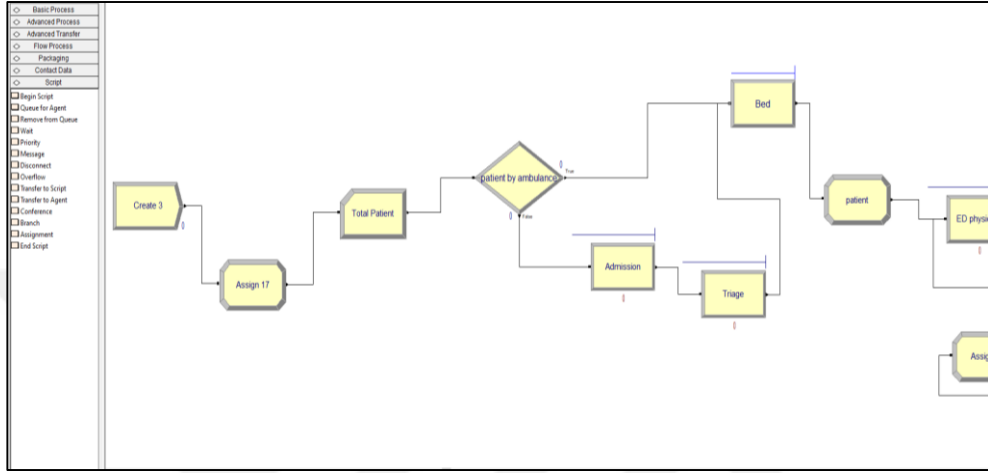 Basic Process
Advanced Process
Advanced Transfer
Flow Process
Packaging
Contact Data
Script
Begin Script
Queue for Agent
Remove from Queue
Wait
Priority
Message
Disconnect
Overflow
Transfer to Script
Transfer to Agent
Conference
Branch
Assignment
End Script
Create 3
0
Assign 17
Total Patient
patient by ambulance
0
True
0
False
Admission
0
Triage
0
Bed
patient
ED physi
0
Assig